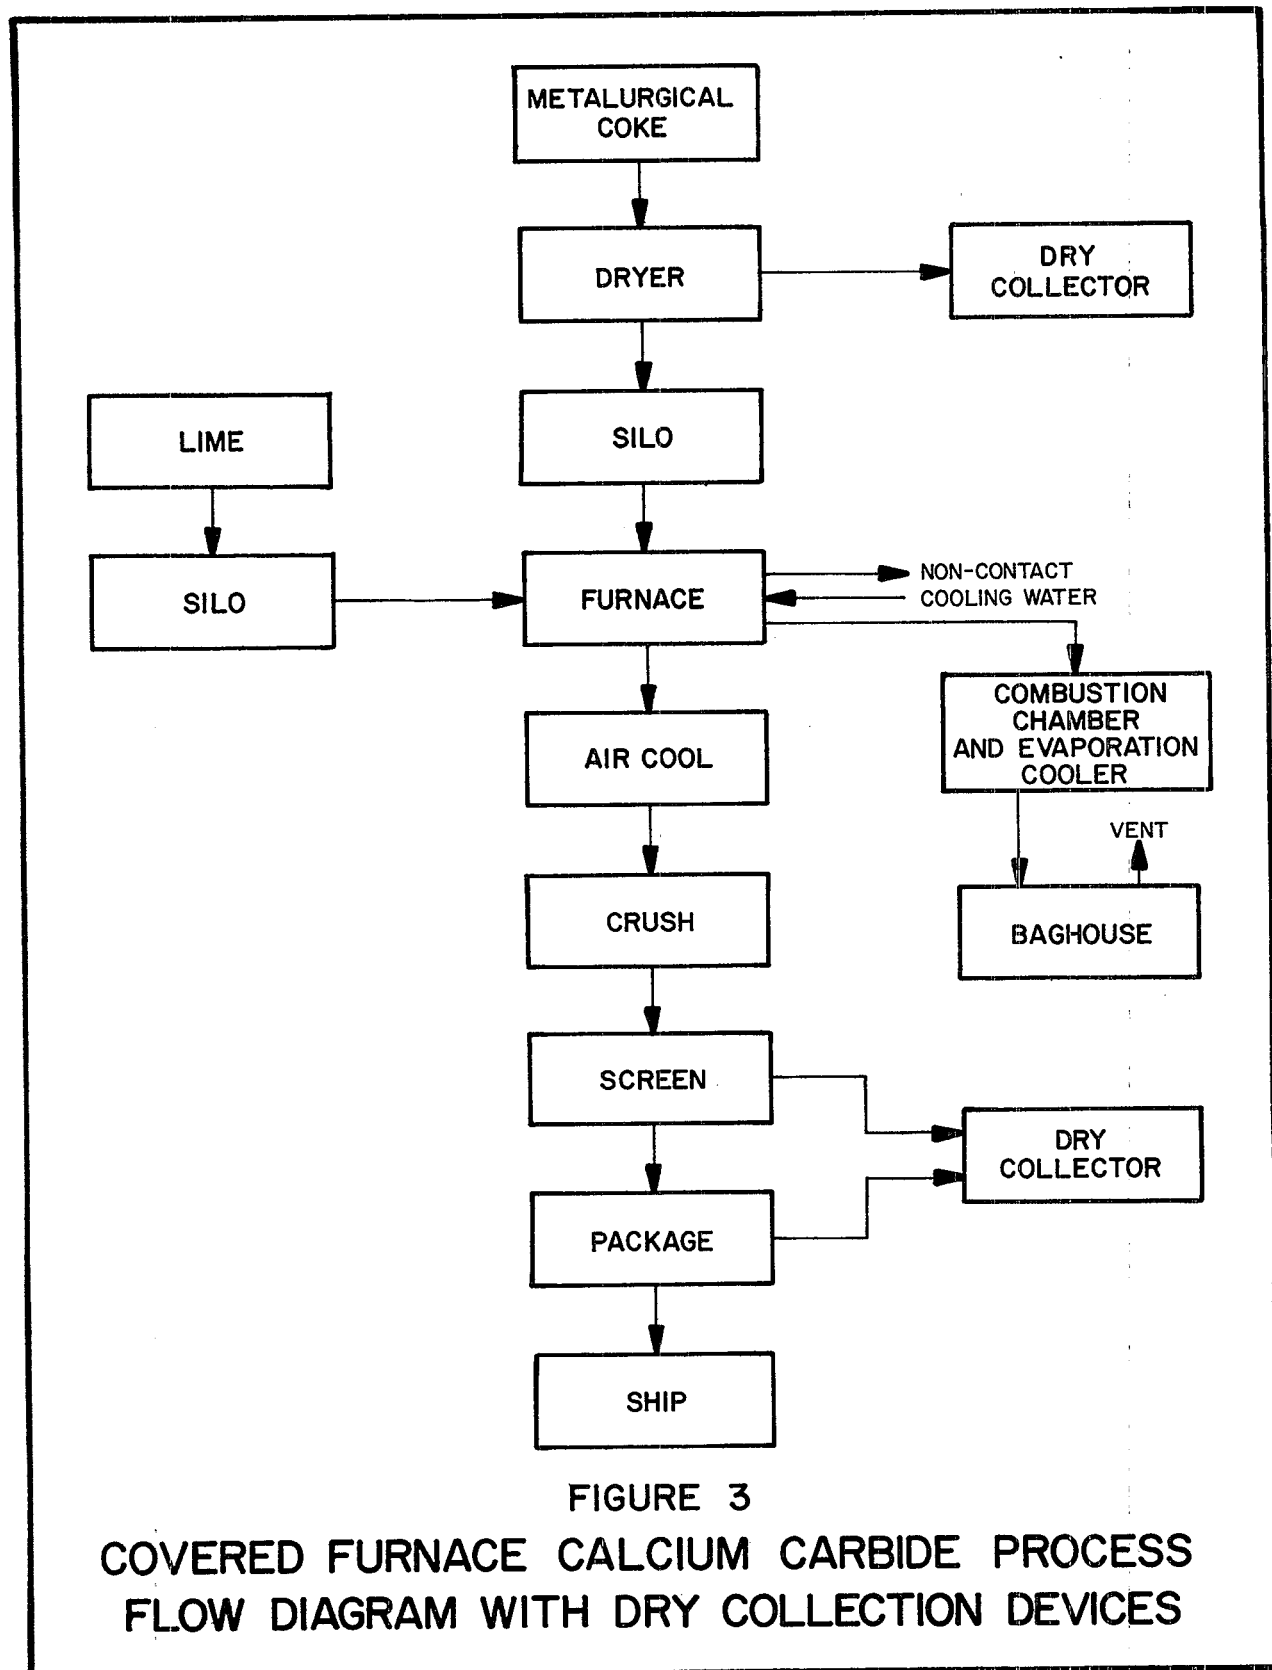 METALURGICAL
COKE
DRYER
DRY
COLLECTOR
LIME
SILO
SILO
FURNACE
NON-CONTACT
COOLING WATER
COMBUSTION
CHAMBER
AND EVAPORATION
COOLER
AIR COOL
VENT
CRUSH
BAGHOUSE
SCREEN
DRY
COLLECTOR
PACKAGE
SHIP
FIGURE 3
COVERED FURNACE CALCIUM CARBIDE PROCESS
FLOW DIAGRAM WITH DRY COLLECTION DEVICES